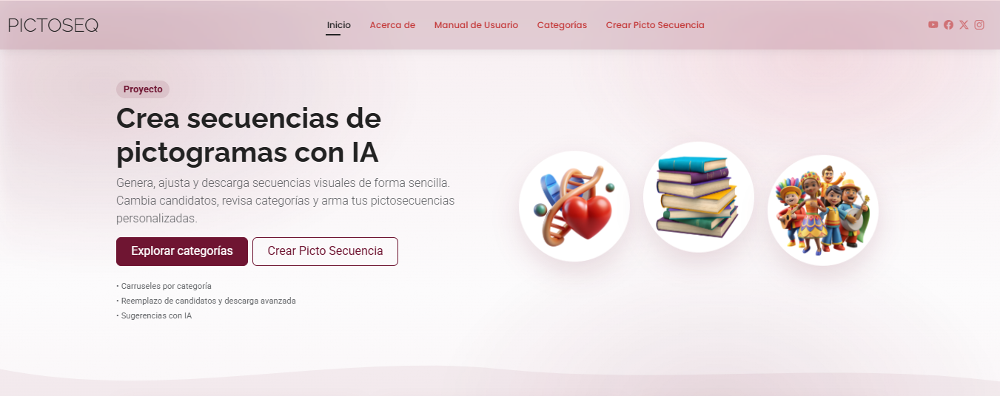 PICTOSEQ
Inicio
Acerca de
Manual de Usuario
Categorías
Crear Picto Secuencia
Proyecto
Crea secuencias de
pictogramas con IA
Genera, ajusta y descarga secuencias visuales de forma sencilla.
Cambia candidatos, revisa categorías y arma tus pictosecuencias
personalizadas.
Explorar categorías
Crear Picto Secuencia
• Carruseles por categoría
• Reemplazo de candidatos y descarga avanzada
• Sugerencias con IA